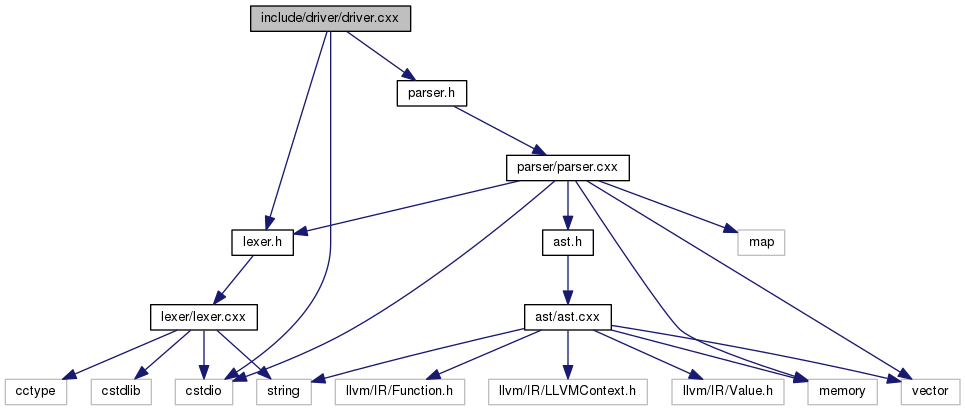 include/driver/driver.cxx
parser.h
parser/parser.cxx
lexer.h
ast.h
map
lexer/lexer.cxx
ast/ast.cxx
cctype
cstdlib
cstdio
string
llvm/IR/Function.h
llvm/IR/LLVMContext.h
llvm/IR/Value.h
memory
vector